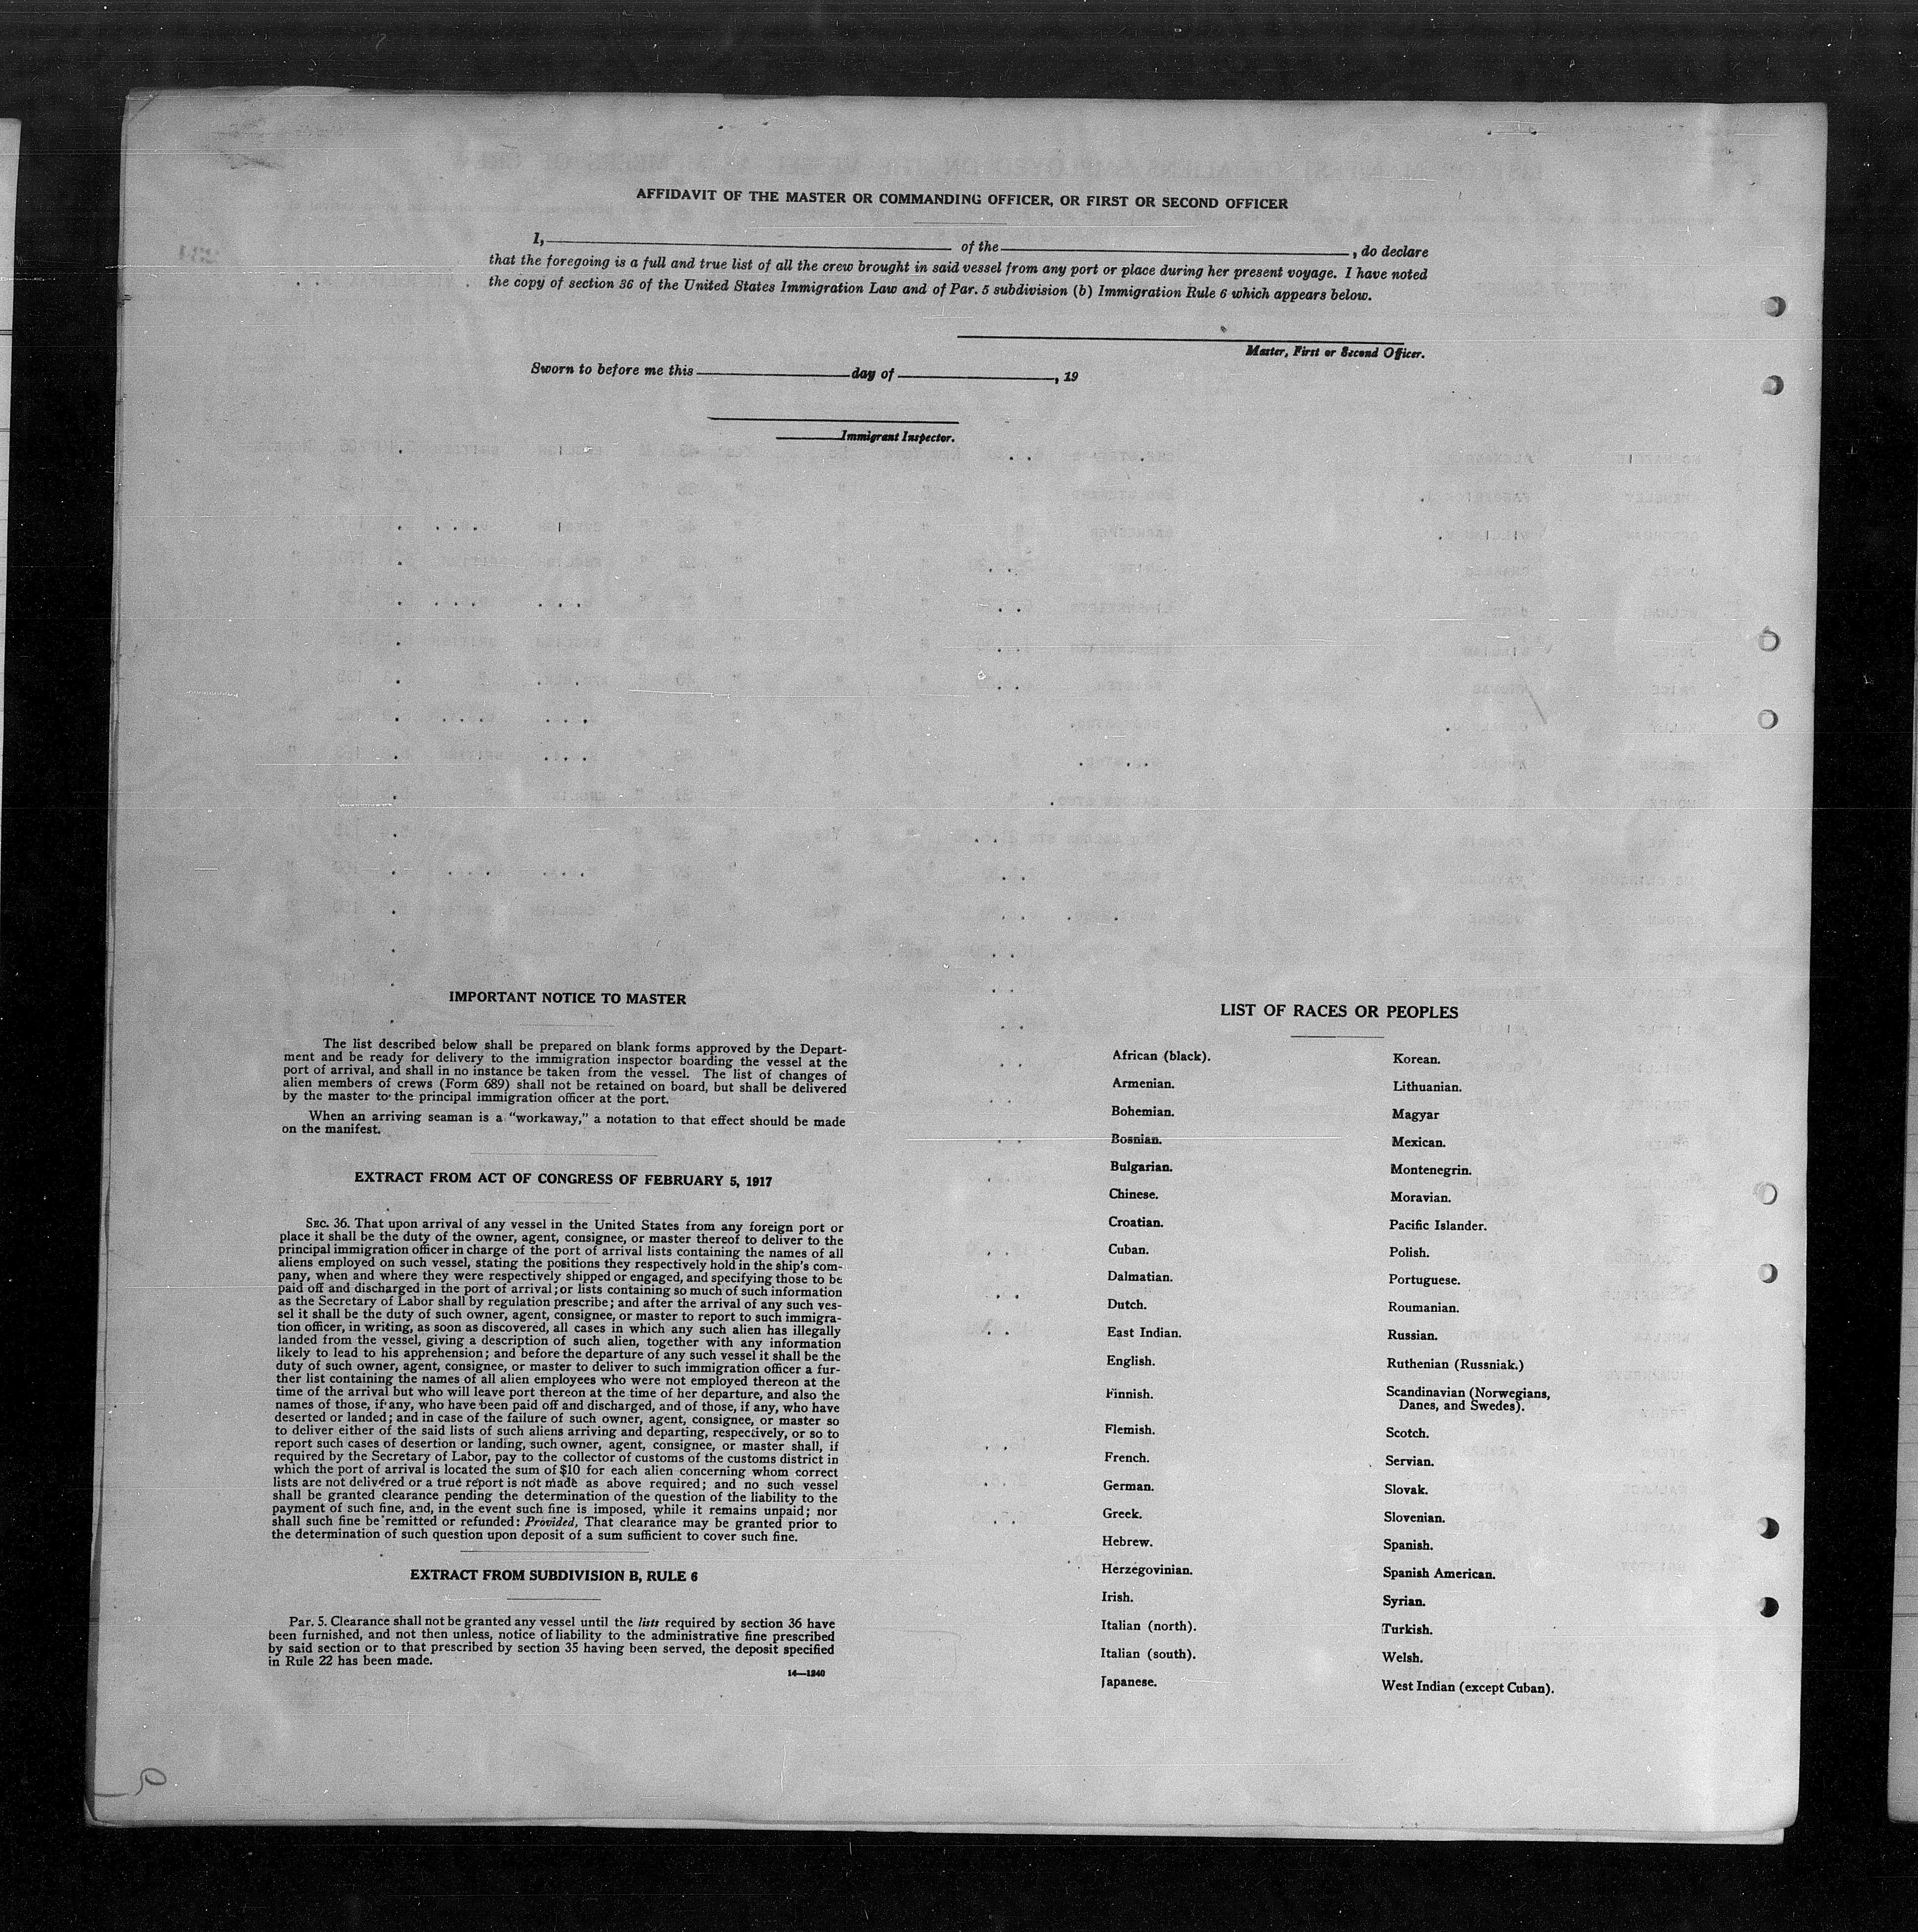 AFFIDAVIT OF THE MASTER OR COMMANDING OFFICER, OR FIRST OR SECOND OFFICER
I, of the , do declare
that the foregoing is a full and true list of all the crew brought in said vessel from any port or place during her present voyage. I have noted
the copy of section 36 of the United States Immigration Law and of Par. 5 subdivision (b) Immigration Rule 6 which appears below.
Master, First or Second Officer.
Sworn to before me this day of , 19
Immigrant Inspector.
IMPORTANT NOTICE TO MASTER
The list described below shall be prepared on blank forms approved by the Depart-
ment and be ready for delivery to the immigration inspector boarding the vessel at the
port of arrival, and shall in no instance be taken from the vessel. The list of changes of
alien members of crews (Form 689) shall not be retained on board, but shall be delivered
by the master to the principal immigration officer at the port.
When an arriving seaman is a "workaway," a notation to that effect should be made
on the manifest.
EXTRACT FROM ACT OF CONGRESS OF FEBRUARY 5, 1917
SEC. 36. That upon arrival of any vessel in the United States from any foreign port or
place it shall be the duty of the owner, agent, consignee, or master thereof to deliver to the
principal immigration officer in charge of the port of arrival lists containing the names of all
aliens employed on such vessel, stating the positions they respectively hold in the ship's com-
pany, when and where they were respectively shipped or engaged, and specifying those to be
paid off and discharged in the port of arrival; or lists containing so much of such information
as the Secretary of Labor shall by regulation prescribe; and after the arrival of any such ves-
sel it shall be the duty of such owner, agent, consignee, or master to report to such immigra-
tion officer, in writing, as soon as discovered, all cases in which any such alien has illegally
landed from the vessel, giving a description of such alien, together with any information
likely to lead to his apprehension; and before the departure of any such vessel it shall be the
duty of such owner, agent, consignee, or master to deliver to such immigration officer a fur-
ther list containing the names of all alien employees who were not employed thereon at the
time of the arrival but who will leave port thereon at the time of her departure, and also the
names of those, if any, who have been paid off and discharged, and of those, if any, who have
deserted or landed; and in case of the failure of such owner, agent, consignee, or master so
to deliver either of the said lists of such aliens arriving and departing, respectively, or so to
report such cases of desertion or landing, such owner, agent, consignee, or master shall, if
required by the Secretary of Labor, pay to the collector of customs of the customs district in
which the port of arrival is located the sum of $10 for each alien concerning whom correct
lists are not delivered or a true report is not made as above required; and no such vessel
shall be granted clearance pending the determination of the question of the liability to the
payment of such fine, and, in the event such fine is imposed, while it remains unpaid; nor
shall such fine be remitted or refunded: Provided, That clearance may be granted prior to
the determination of such question upon deposit of a sum sufficient to cover such fine.
EXTRACT FROM SUBDIVISION B, RULE 6
Par. 5. Clearance shall not be granted any vessel until the lists required by section 36 have
been furnished, and not then unless, notice of liability to the administrative fine prescribed
by said section or to that prescribed by section 35 having been served, the deposit specified
in Rule 22 has been made.
14—1240
LIST OF RACES OR PEOPLES
African (black).
Armenian.
Bohemian.
Bosnian.
Bulgarian.
Chinese.
Croatian.
Cuban.
Dalmatian.
Dutch.
East Indian.
English.
Finnish.
Flemish.
French.
German.
Greek.
Hebrew.
Herzegovinian.
Irish.
Italian (north).
Italian (south).
Japanese.
Korean.
Lithuanian.
Magyar
Mexican.
Montenegrin.
Moravian.
Pacific Islander.
Polish.
Portuguese.
Roumanian.
Russian.
Ruthenian (Russniak.)
Scandinavian (Norwegians,
Danes, and Swedes).
Scotch.
Servian.
Slovak.
Slovenian.
Spanish.
Spanish American.
Syrian.
Turkish.
Welsh.
West Indian (except Cuban).